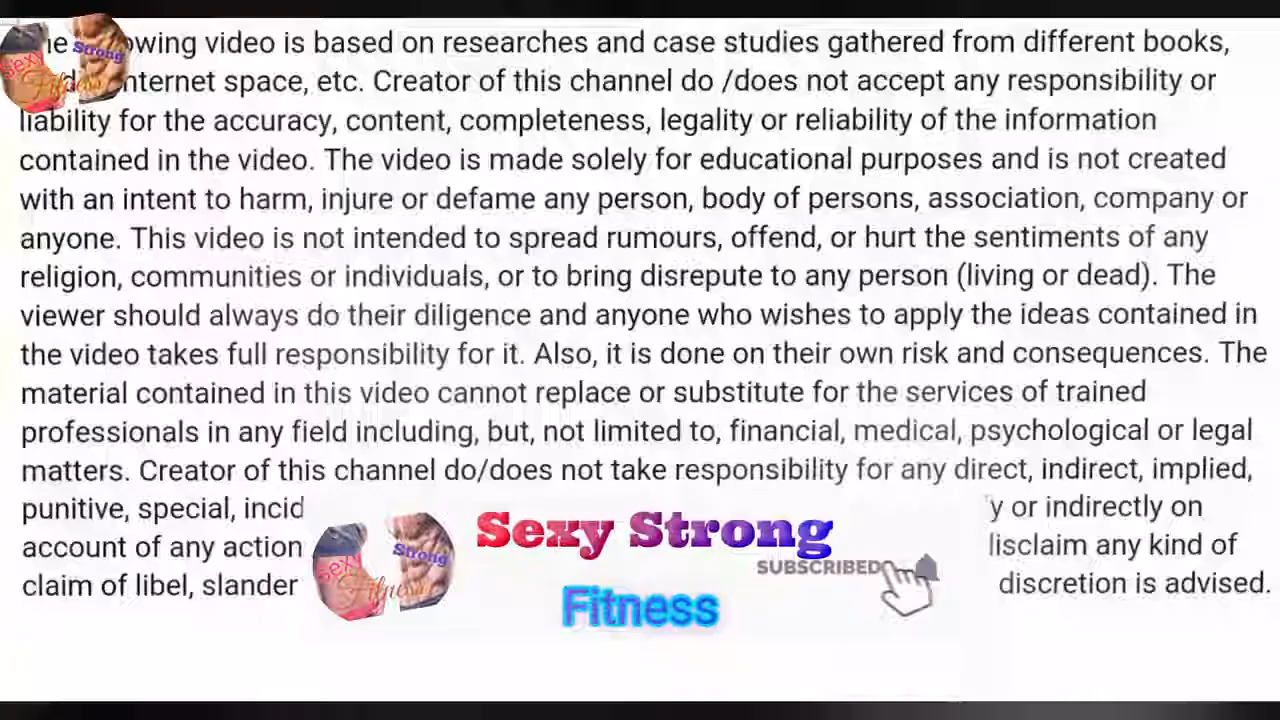 owing video is based on researches and case studies gathered from different books,
internet space, etc. Creator of this channel do /does not accept any responsibility or
liability for the accuracy, content, completeness, legality or reliability of the information
contained in the video. The video is made solely for educational purposes and is not created
with an intent to harm, injure or defame any person, body of persons, association, company or
anyone. This video is not intended to spread rumours, offend, or hurt the sentiments of any
religion, communities or individuals, or to bring disrepute to any person (living or dead). The
viewer should always do their diligence and anyone who wishes to apply the ideas contained in
the video takes full responsibility for it. Also, it is done on their own risk and consequences. The
material contained in this video cannot replace or substitute for the services of trained
professionals in any field including, but, not limited to, financial, medical, psychological or legal
matters. Creator of this channel do/does not take responsibility for any direct, indirect, implied,
punitive, special, incid y or indirectly on
account of any action lisclaim any kind of
claim of libel, slander discretion is advised.
Sexy Strong Fitness
Sexy Strong
SUBSCRIBED
Fitness
Sexy Strong Fitness